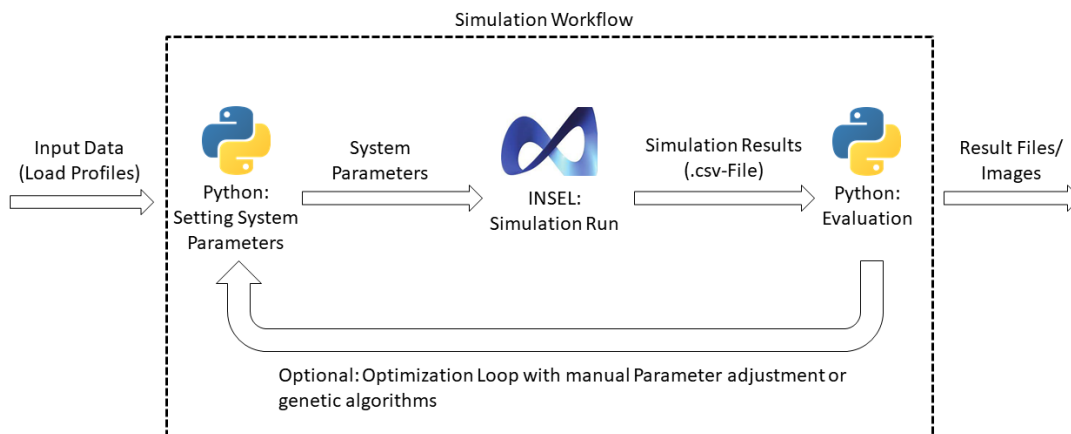 Simulation Workflow
Input Data
(Load Profiles)
Python:
Setting System
Parameters
System
Parameters
INSEL:
Simulation Run
Simulation Results
(.csv-File)
Python:
Evaluation
Result Files/
Images
Optional: Optimization Loop with manual Parameter adjustment or
genetic algorithms